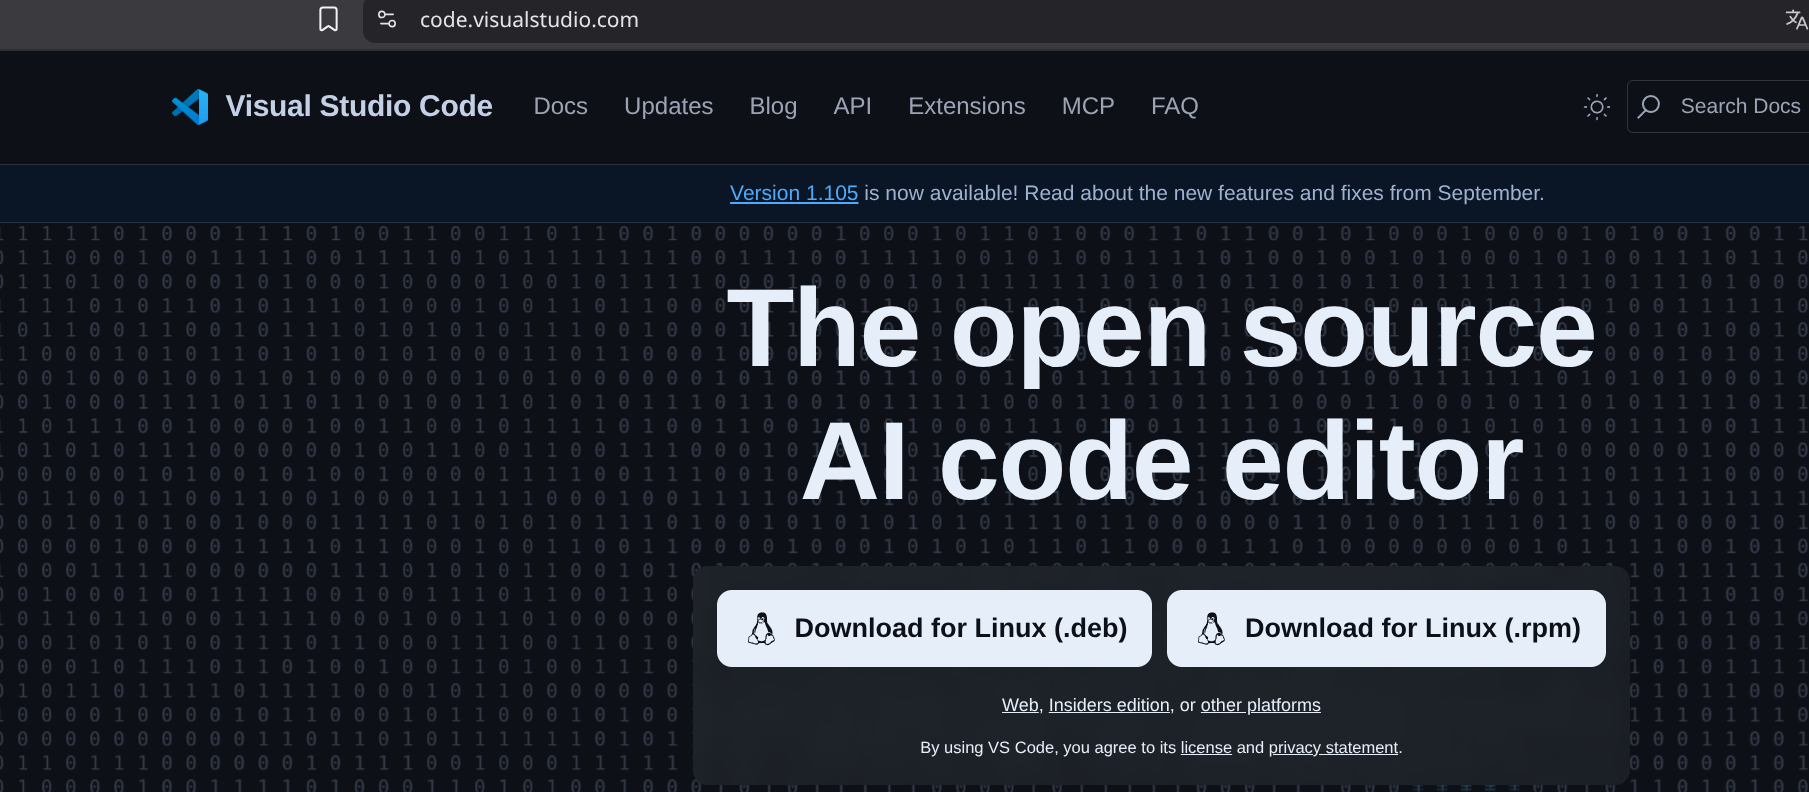 code.visualstudio.com
Visual Studio Code Docs Updates Blog API Extensions MCP FAQ Search Docs
Version 1.105 is now available! Read about the new features and fixes from September.
The open source
AI code editor
Download for Linux (.deb) Download for Linux (.rpm)
Web, Insiders edition, or other platforms
By using VS Code, you agree to its license and privacy statement.